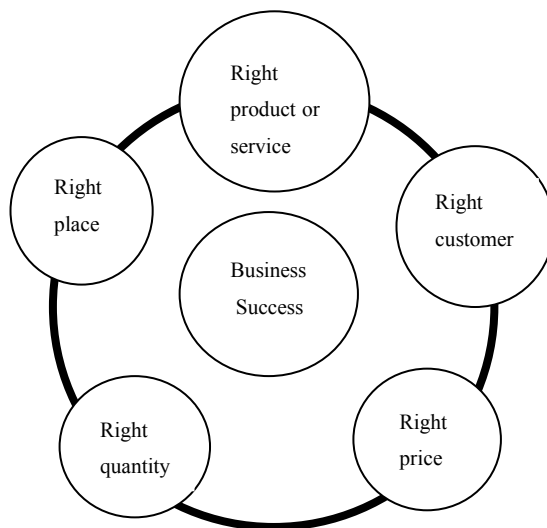 Right
product or
service
Right
place
Right
customer
Business
Success
Right
quantity
Right
price